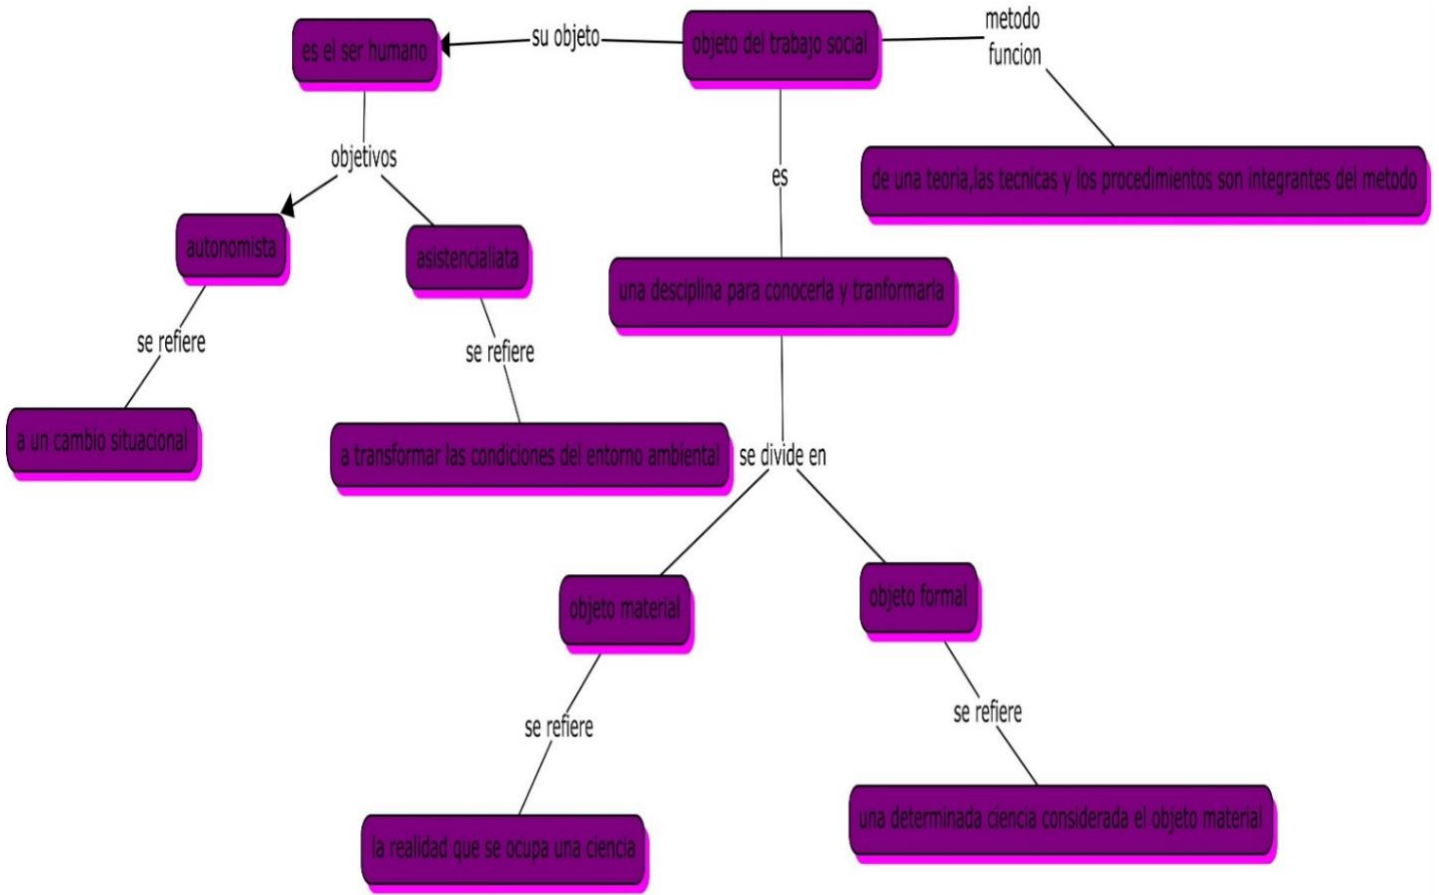 es el ser humano
su objeto
objeto del trabajo social
metodo
funcion
de una teoria,las tecnicas y los procedimientos son integrantes del metodo
objetivos
es
autonomista
asistencialiata
una desciplina para conocerla y tranformarla
se refiere
se refiere
a un cambio situacional
a transformar las condiciones del entorno ambiental
se divide en
objeto material
objeto formal
se refiere
se refiere
la realidad que se ocupa una ciencia
una determinada ciencia considerada el objeto material